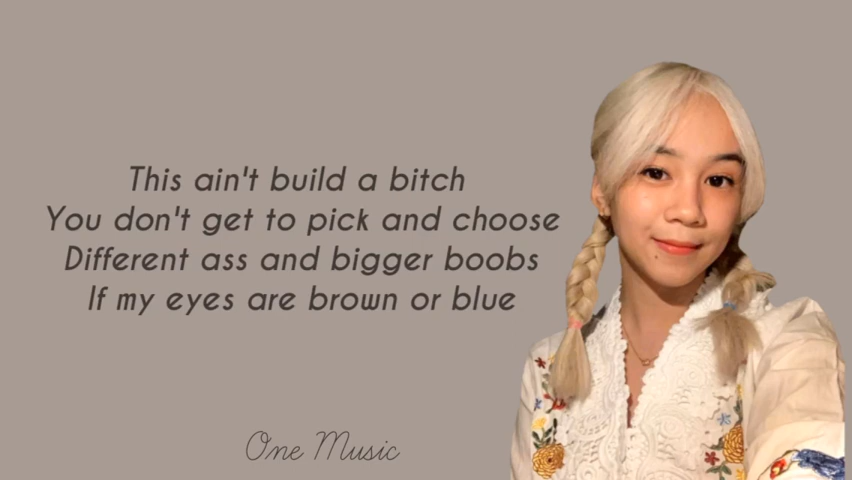 This ain't build a bitch
You don't get to pick and choose
Different ass and bigger boobs
If my eyes are brown or blue
One Music